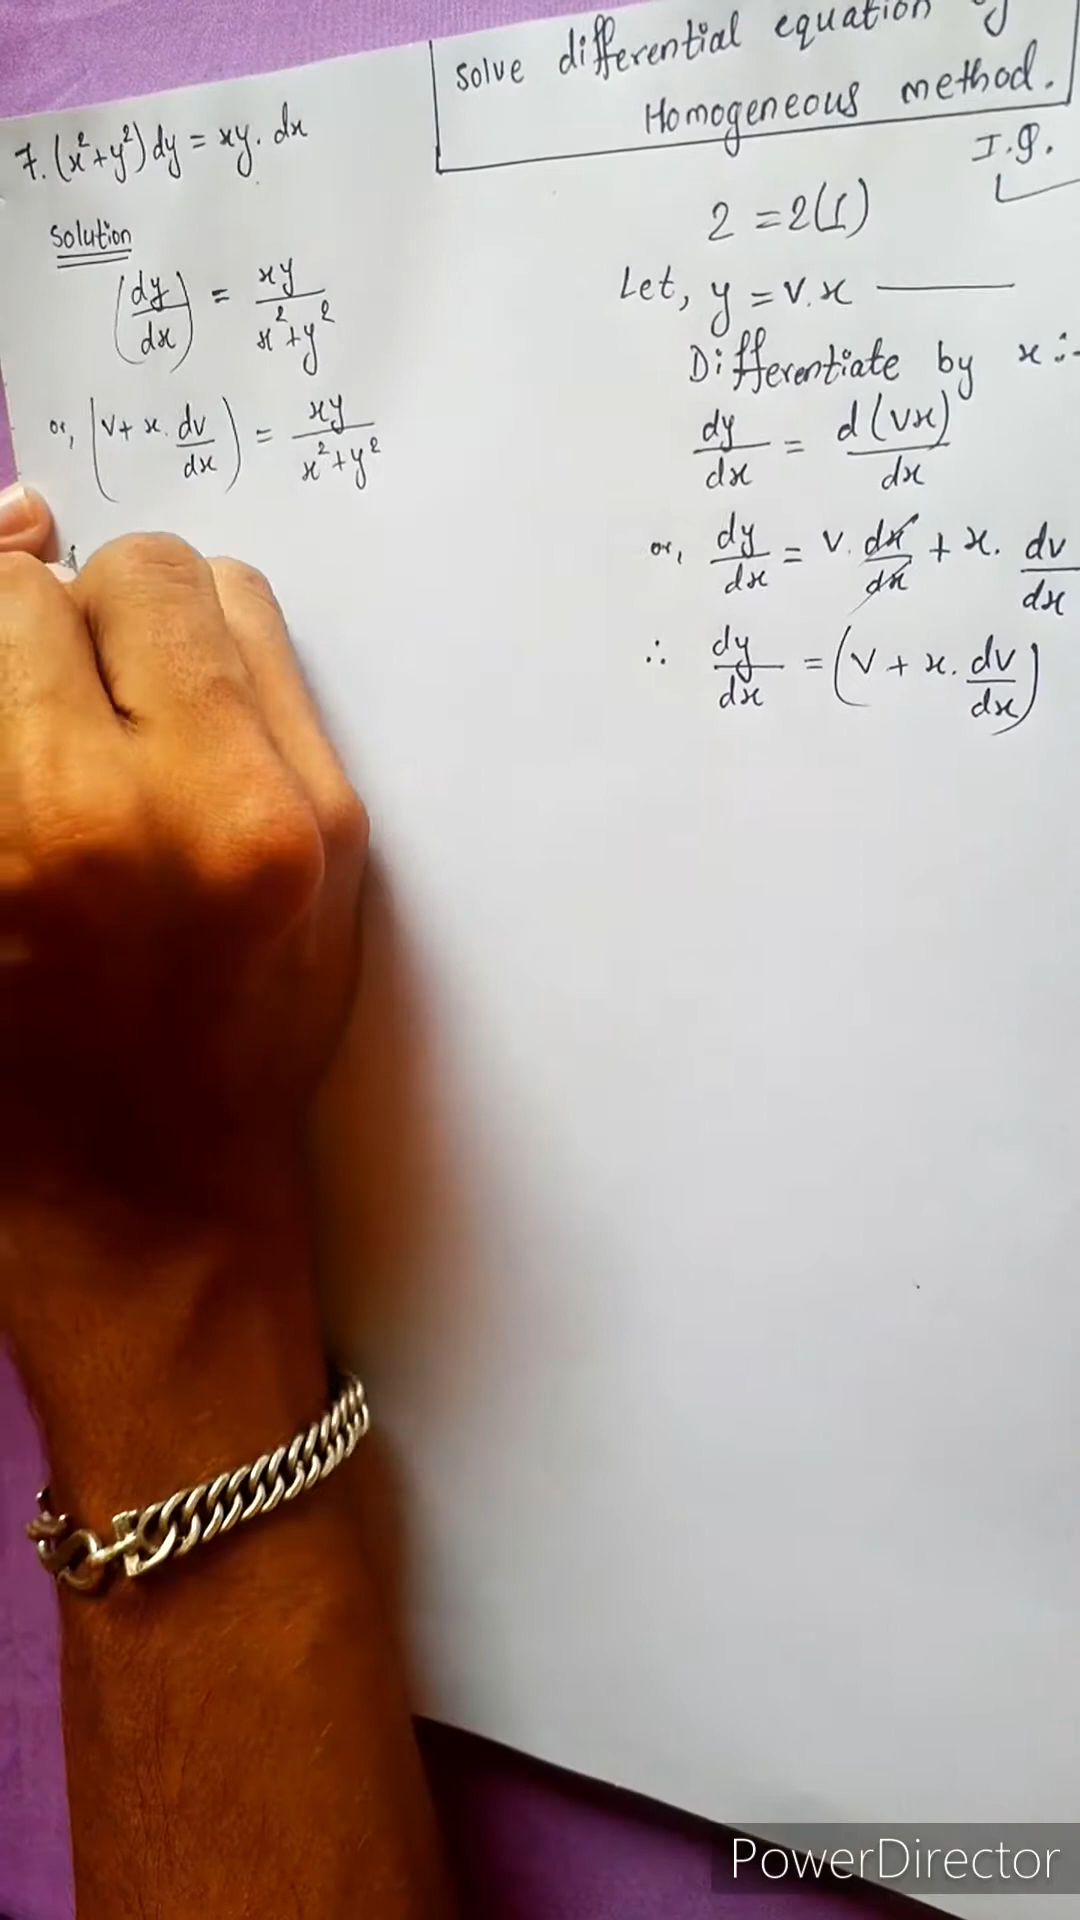 solve differential equation
Homogeneous method.
7. (x²+y²)dy = xy. dx
I.g.
Solution
2 = 2(1)
(dy/dx) = xy/x²+y²
Let, y = v.x
Differentiate by x :-
or, (v+ x. dv/dx) = xy/x²+y²
dy/dx = d(vx)/dx
or, dy/dx = v. dx/dx + x. dv/dx
∴ dy/dx = (v + x. dv/dx)
PowerDirector